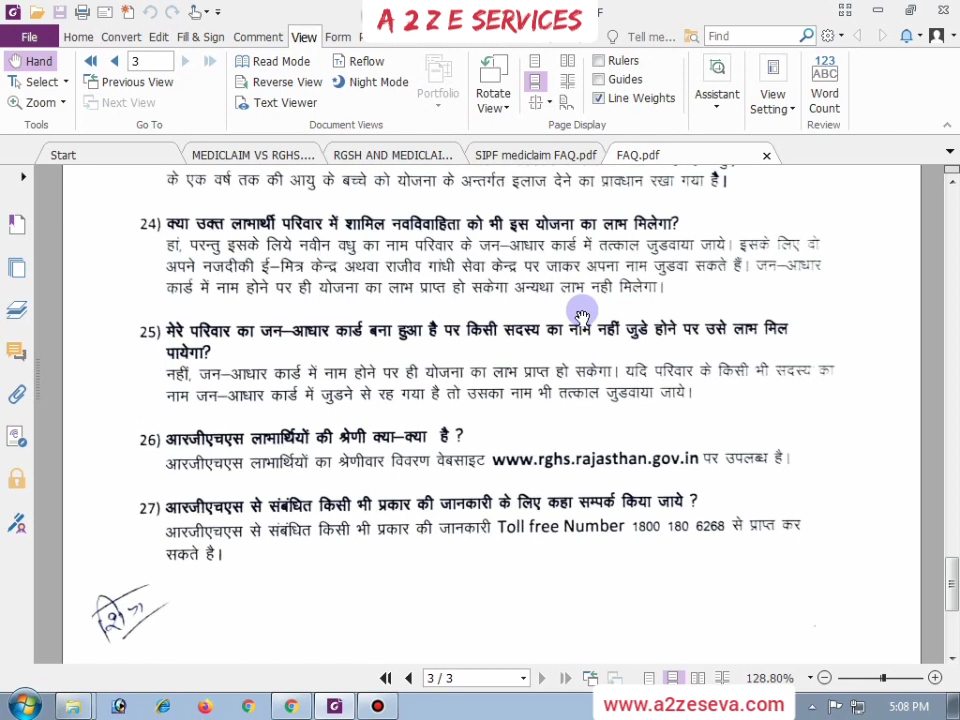 A 2 Z E SERVICES
F
File Home Convert Edit Fill & Sign Comment View Form Tell me... Find
Hand 3 Read Mode Reflow Rulers
Select Previous View Reverse View Night Mode Guides
Zoom Next View Text Viewer Portfolio Rotate View Line Weights Assistant View Setting Word Count
Tools Go To Document Views Page Display Review
Start MEDICLAIM VS RGHS.... RGSH AND MEDICLAI... SIPF mediclaim FAQ.pdf FAQ.pdf
के एक वर्ष तक की आयु के बच्चे को योजना के अन्तर्गत इलाज देने का प्रावधान रखा गया है।
24) क्या उक्त लाभार्थी परिवार में शामिल नवविवाहिता को भी इस योजना का लाभ मिलेगा?
हां, परन्तु इसके लिये नवीन वधु का नाम परिवार के जन–आधार कार्ड में तत्काल जुडवाया जाये। इसके लिए वो
अपने नजदीकी ई–मित्र केन्द्र अथवा राजीव गांधी सेवा केन्द्र पर जाकर अपना नाम जुडवा सकते हैं। जन–आधार
कार्ड में नाम होने पर ही योजना का लाभ प्राप्त हो सकेगा अन्यथा लाभ नही मिलेगा।
25) मेरे परिवार का जन–आधार कार्ड बना हुआ है पर किसी सदस्य का नाम नहीं जुडे होने पर उसे लाभ मिल
पायेगा?
नहीं, जन–आधार कार्ड में नाम होने पर ही योजना का लाभ प्राप्त हो सकेगा। यदि परिवार के किसी भी सदस्य का
नाम जन–आधार कार्ड में जुडने से रह गया है तो उसका नाम भी तत्काल जुडवाया जाये।
26) आरजीएचएस लाभार्थियों की श्रेणी क्या–क्या है ?
आरजीएचएस लाभार्थियों का श्रेणीवार विवरण वेबसाइट www.rghs.rajasthan.gov.in पर उपलब्ध है।
27) आरजीएचएस से संबंधित किसी भी प्रकार की जानकारी के लिए कहा सम्पर्क किया जाये ?
आरजीएचएस से संबंधित किसी भी प्रकार की जानकारी Toll free Number 1800 180 6268 से प्राप्त कर
सकते है।
3 / 3 128.80%
www.a2zeseva.com
5:08 PM